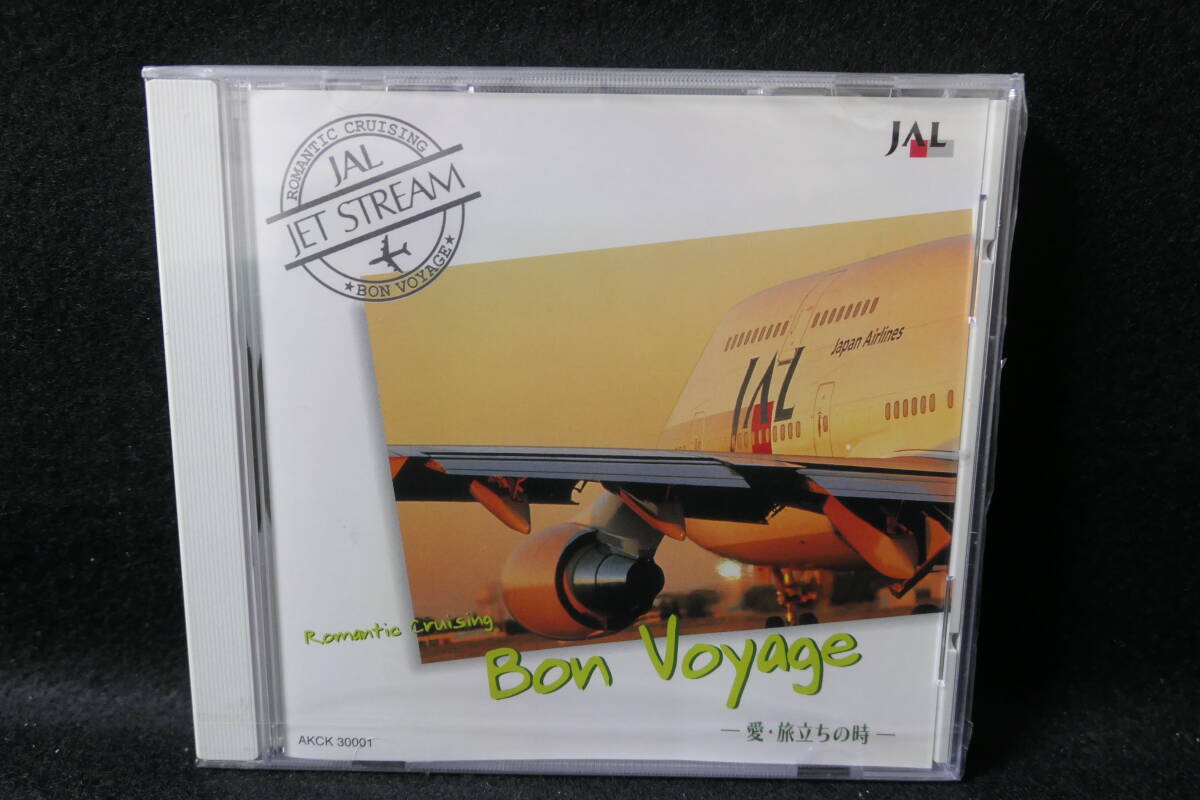 ROMANTIC CRUISING
JAL
JET STREAM
★BON VOYAGE★
JAL
Japan Airlines
JAL
Romantic Cruising
Bon Voyage
—愛・旅立ちの時—
AKCK 30001